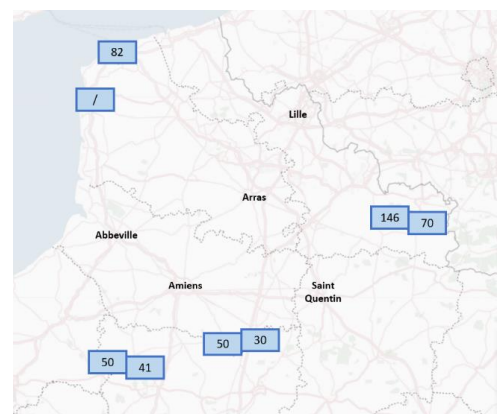 82
/
Lille
Arras
146
70
Abbeville
Amiens
Saint
Quentin
50
30
50
41